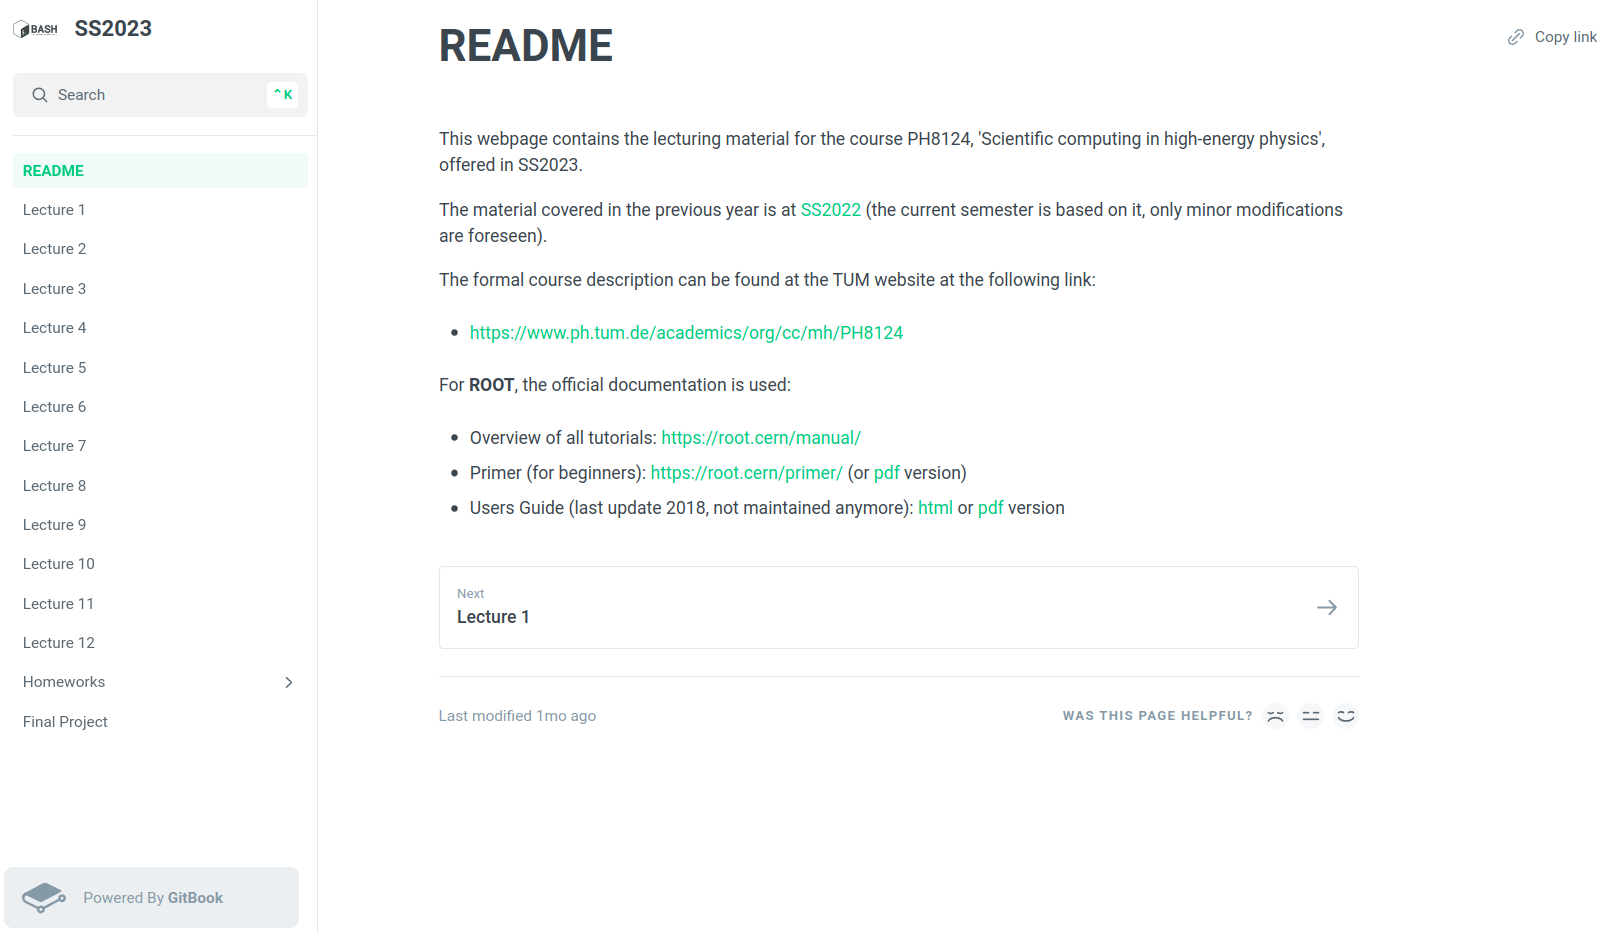 BASH
SS2023
Search
⌃ K
README
Lecture 1
Lecture 2
Lecture 3
Lecture 4
Lecture 5
Lecture 6
Lecture 7
Lecture 8
Lecture 9
Lecture 10
Lecture 11
Lecture 12
Homeworks
Final Project
Powered By GitBook
README
Copy link
This webpage contains the lecturing material for the course PH8124, 'Scientific computing in high-energy physics',
offered in SS2023.
The material covered in the previous year is at SS2022 (the current semester is based on it, only minor modifications
are foreseen).
The formal course description can be found at the TUM website at the following link:
https://www.ph.tum.de/academics/org/cc/mh/PH8124
For ROOT, the official documentation is used:
Overview of all tutorials: https://root.cern/manual/
Primer (for beginners): https://root.cern/primer/ (or pdf version)
Users Guide (last update 2018, not maintained anymore): html or pdf version
Next
Lecture 1
Last modified 1mo ago
WAS THIS PAGE HELPFUL?